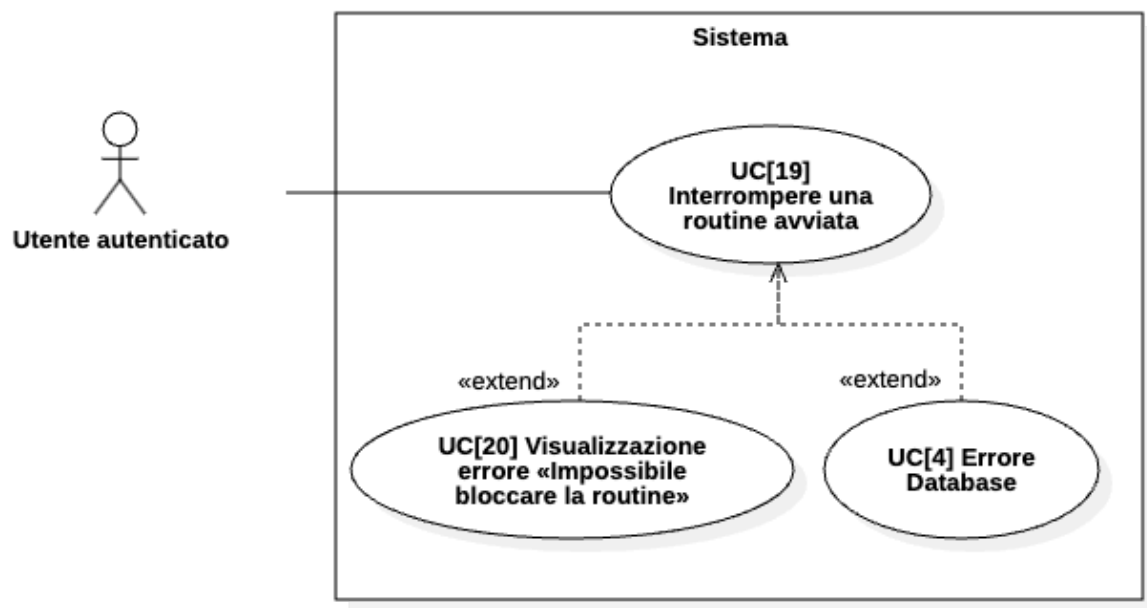 Sistema
UC[19]
Interrompere una
routine avviata
Utente autenticato
«extend»
«extend»
UC[20] Visualizzazione
errore «Impossibile
bloccare la routine»
UC[4] Errore
Database